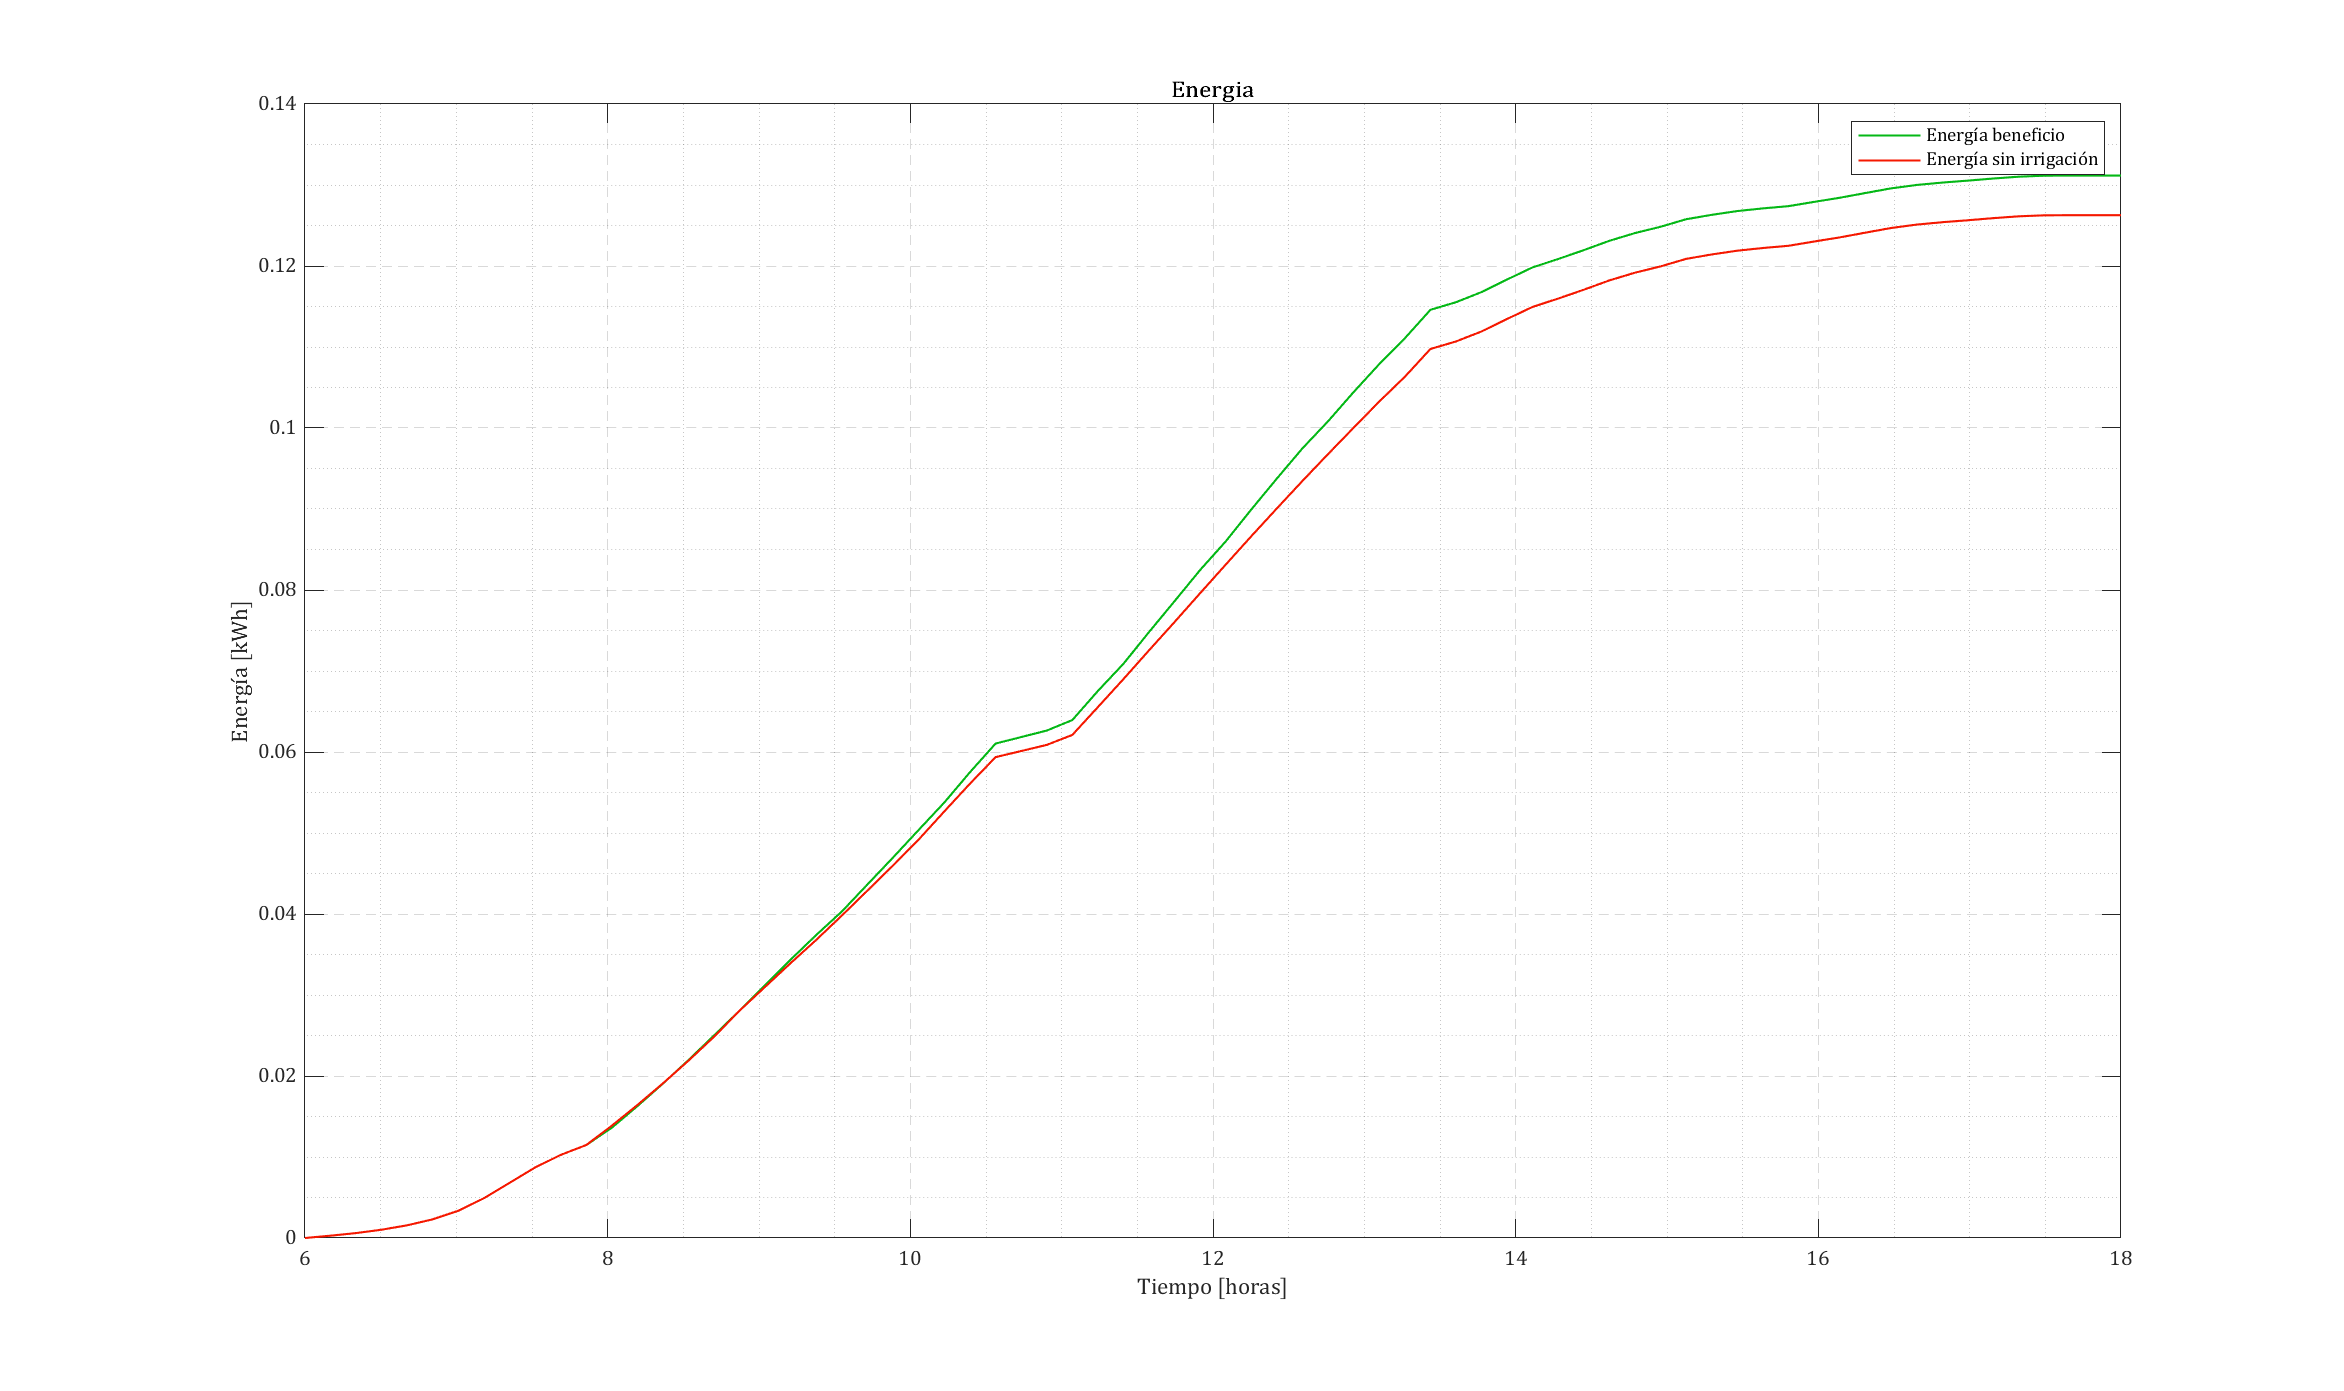 Energia
0.14
0.12
0.1
0.08
0.06
0.04
0.02
0
Energía [kWh]
Energía beneficio
Energía sin irrigación
6 8 10 12 14 16 18
Tiempo [horas]